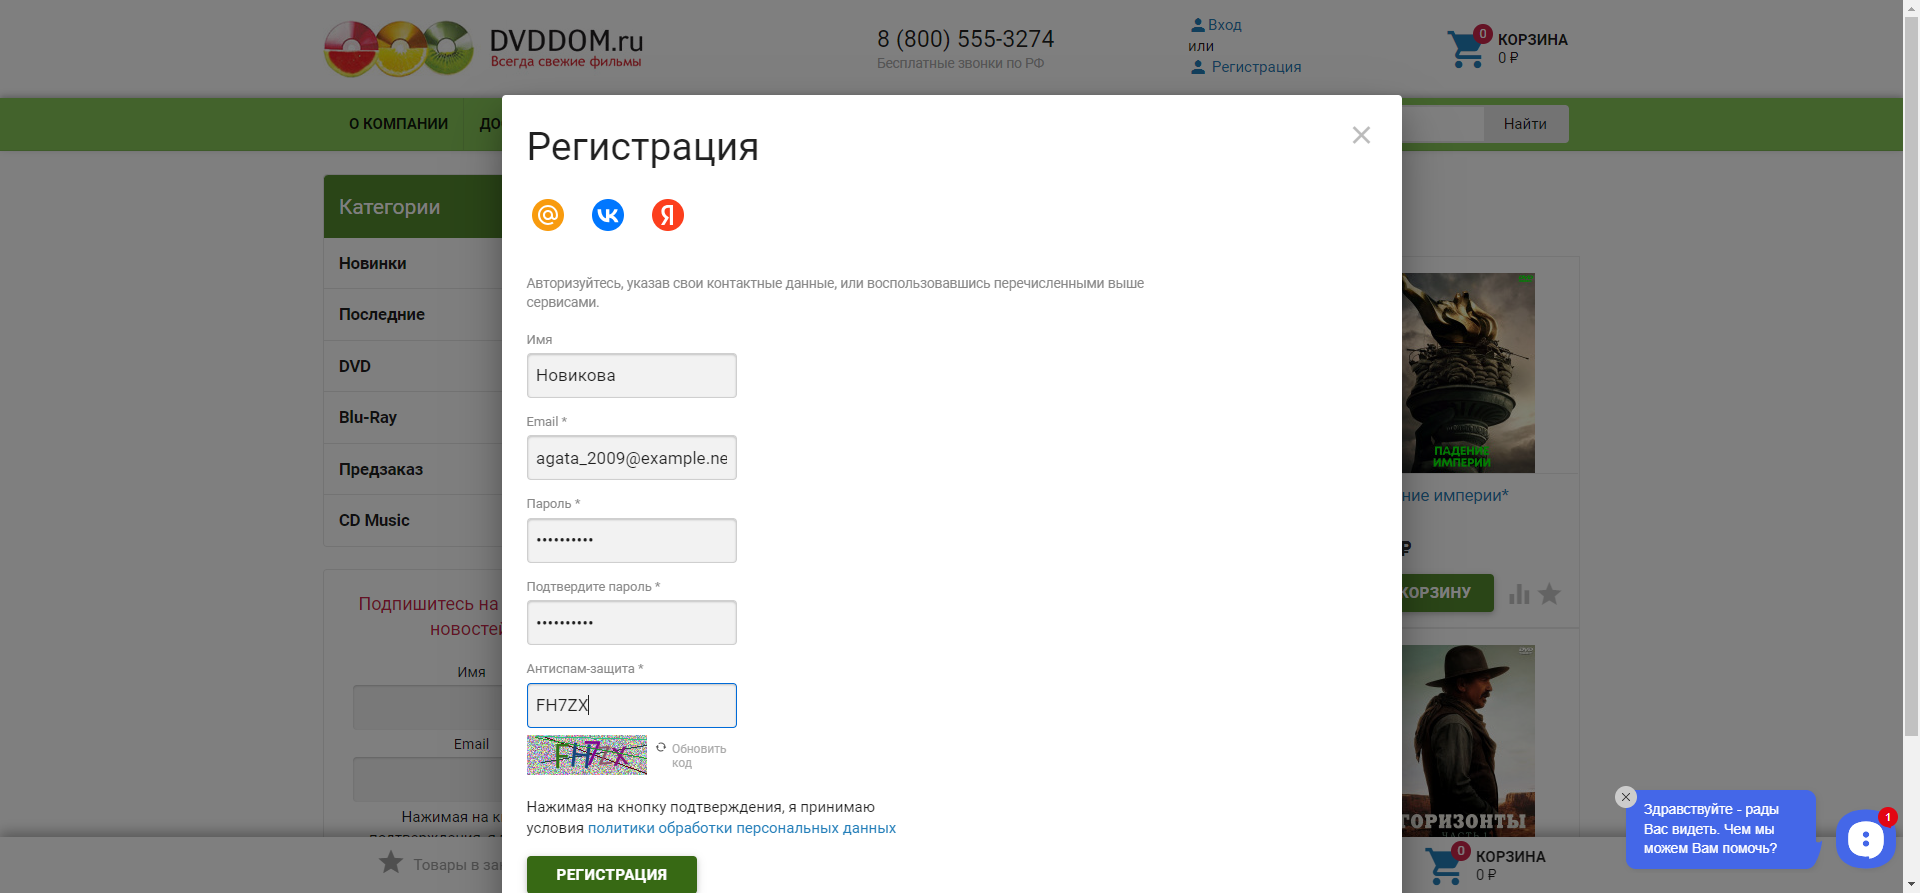 DVDDOM.ru
Всегда свежие фильмы
8 (800) 555-3274
Бесплатные звонки по РФ
Вход
или
Регистрация
0
КОРЗИНА
0 ₽
О КОМПАНИИ
ДО
Найти
Регистрация
Категории
Новинки
Последние
DVD
Blu-Ray
Предзаказ
CD Music
Авторизуйтесь, указав свои контактные данные, или воспользовавшись перечисленными выше
сервисами.
Имя
Новикова
Email *
agata_2009@example.ne
Пароль *
••••••••••
Подтвердите пароль *
••••••••••
Антиспам-защита *
FH7ZX
FH7ZX
Обновить
код
Нажимая на кнопку подтверждения, я принимаю
условия политики обработки персональных данных
РЕГИСТРАЦИЯ
Подпишитесь на
новостей
Имя
Email
Нажимая на к
Товары в за
DVD
ПАДЕНИЕ
ИМПЕРИИ
ние империи*
₽
КОРЗИНУ
DVD
ГОРИЗОНТЫ
ЧАСТЬ 1
0
КОРЗИНА
0 ₽
Здравствуйте - рады
Вас видеть. Чем мы
можем Вам помочь?
1